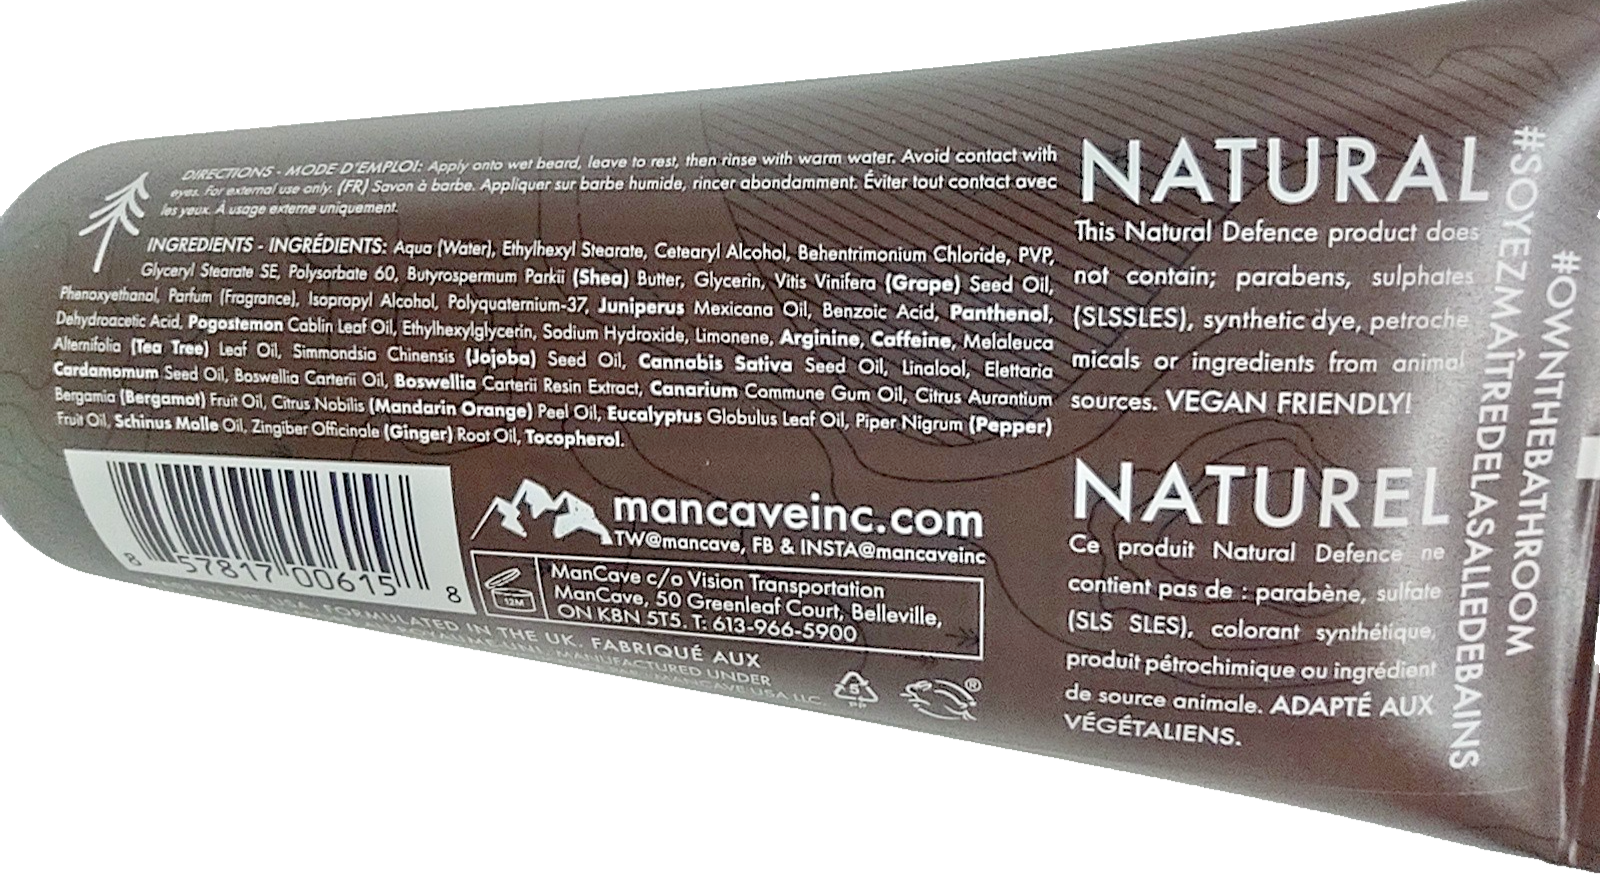 DIRECTIONS - MODE D'EMPLOI: Apply onto wet beard, leave to rest, then rinse with warm water. Avoid contact with
eyes. For external use only. (FR) Savon à barbe. Appliquer sur barbe humide, rincer abondamment. Éviter tout contact avec
les yeux. A usage externe uniquement.
INGREDIENTS - INGRÉDIENTS: Aqua (Water), Ethylhexyl Stearate, Cetearyl Alcohol, Behentrimonium Chloride, PVP,
Glyceryl Stearate SE, Polysorbate 60, Butyrospermum Parkii (Shea) Butter, Glycerin, Vitis Vinifera (Grape) Seed Oil,
Phenoxyethanol, Parfum (Fragrance), Isopropyl Alcohol, Polyquaternium-37, Juniperus Mexicana Oil, Benzoic Acid, Panthenol,
Dehydroacetic Acid, Pogostemon Cablin Leaf Oil, Ethylhexylglycerin, Sodium Hydroxide, Limonene, Arginine, Caffeine, Melaleuca
Alternifolia (Tea Tree) Leaf Oil, Simmondsia Chinensis (Jojoba) Seed Oil, Cannabis Sativa Seed Oil, Linalool, Elettaria
Cardamomum Seed Oil, Boswellia Carterii Oil, Boswellia Carterii Resin Extract, Canarium Commune Gum Oil, Citrus Aurantium
Bergamia (Bergamot) Fruit Oil, Citrus Nobilis (Mandarin Orange) Peel Oil, Eucalyptus Globulus Leaf Oil, Piper Nigrum (Pepper)
Fruit Oil, Schinus Molle Oil, Zingiber Officinale (Ginger) Root Oil, Tocopherol.
8 57817 00615 8
mancaveinc.com
TW@mancave, FB & INSTA@mancaveinc
12M
ManCave c/o Vision Transportation
ManCave, 50 Greenleaf Court, Belleville,
ON K8N 5T5. T: 613-966-5900
MADE IN THE USA, FORMULATED IN THE UK. FABRIQUÉ AUX
MANUFACTURED UNDER
MANCAVE USA LLC.
5
PP
®
NATURAL
This Natural Defence product does
not contain; parabens, sulphates
(SLSSLES), synthetic dye, petroche
micals or ingredients from animal
sources. VEGAN FRIENDLY!
NATUREL
Ce produit Natural Defence ne
contient pas de : parabène, sulfate
(SLS SLES), colorant synthétique,
produit pétrochimique ou ingrédient
de source animale. ADAPTÉ AUX
VÉGÉTALIENS.
#SOYEZMAÎTREDELASALLEDEBAINS
#OWNTHEBATHROOM